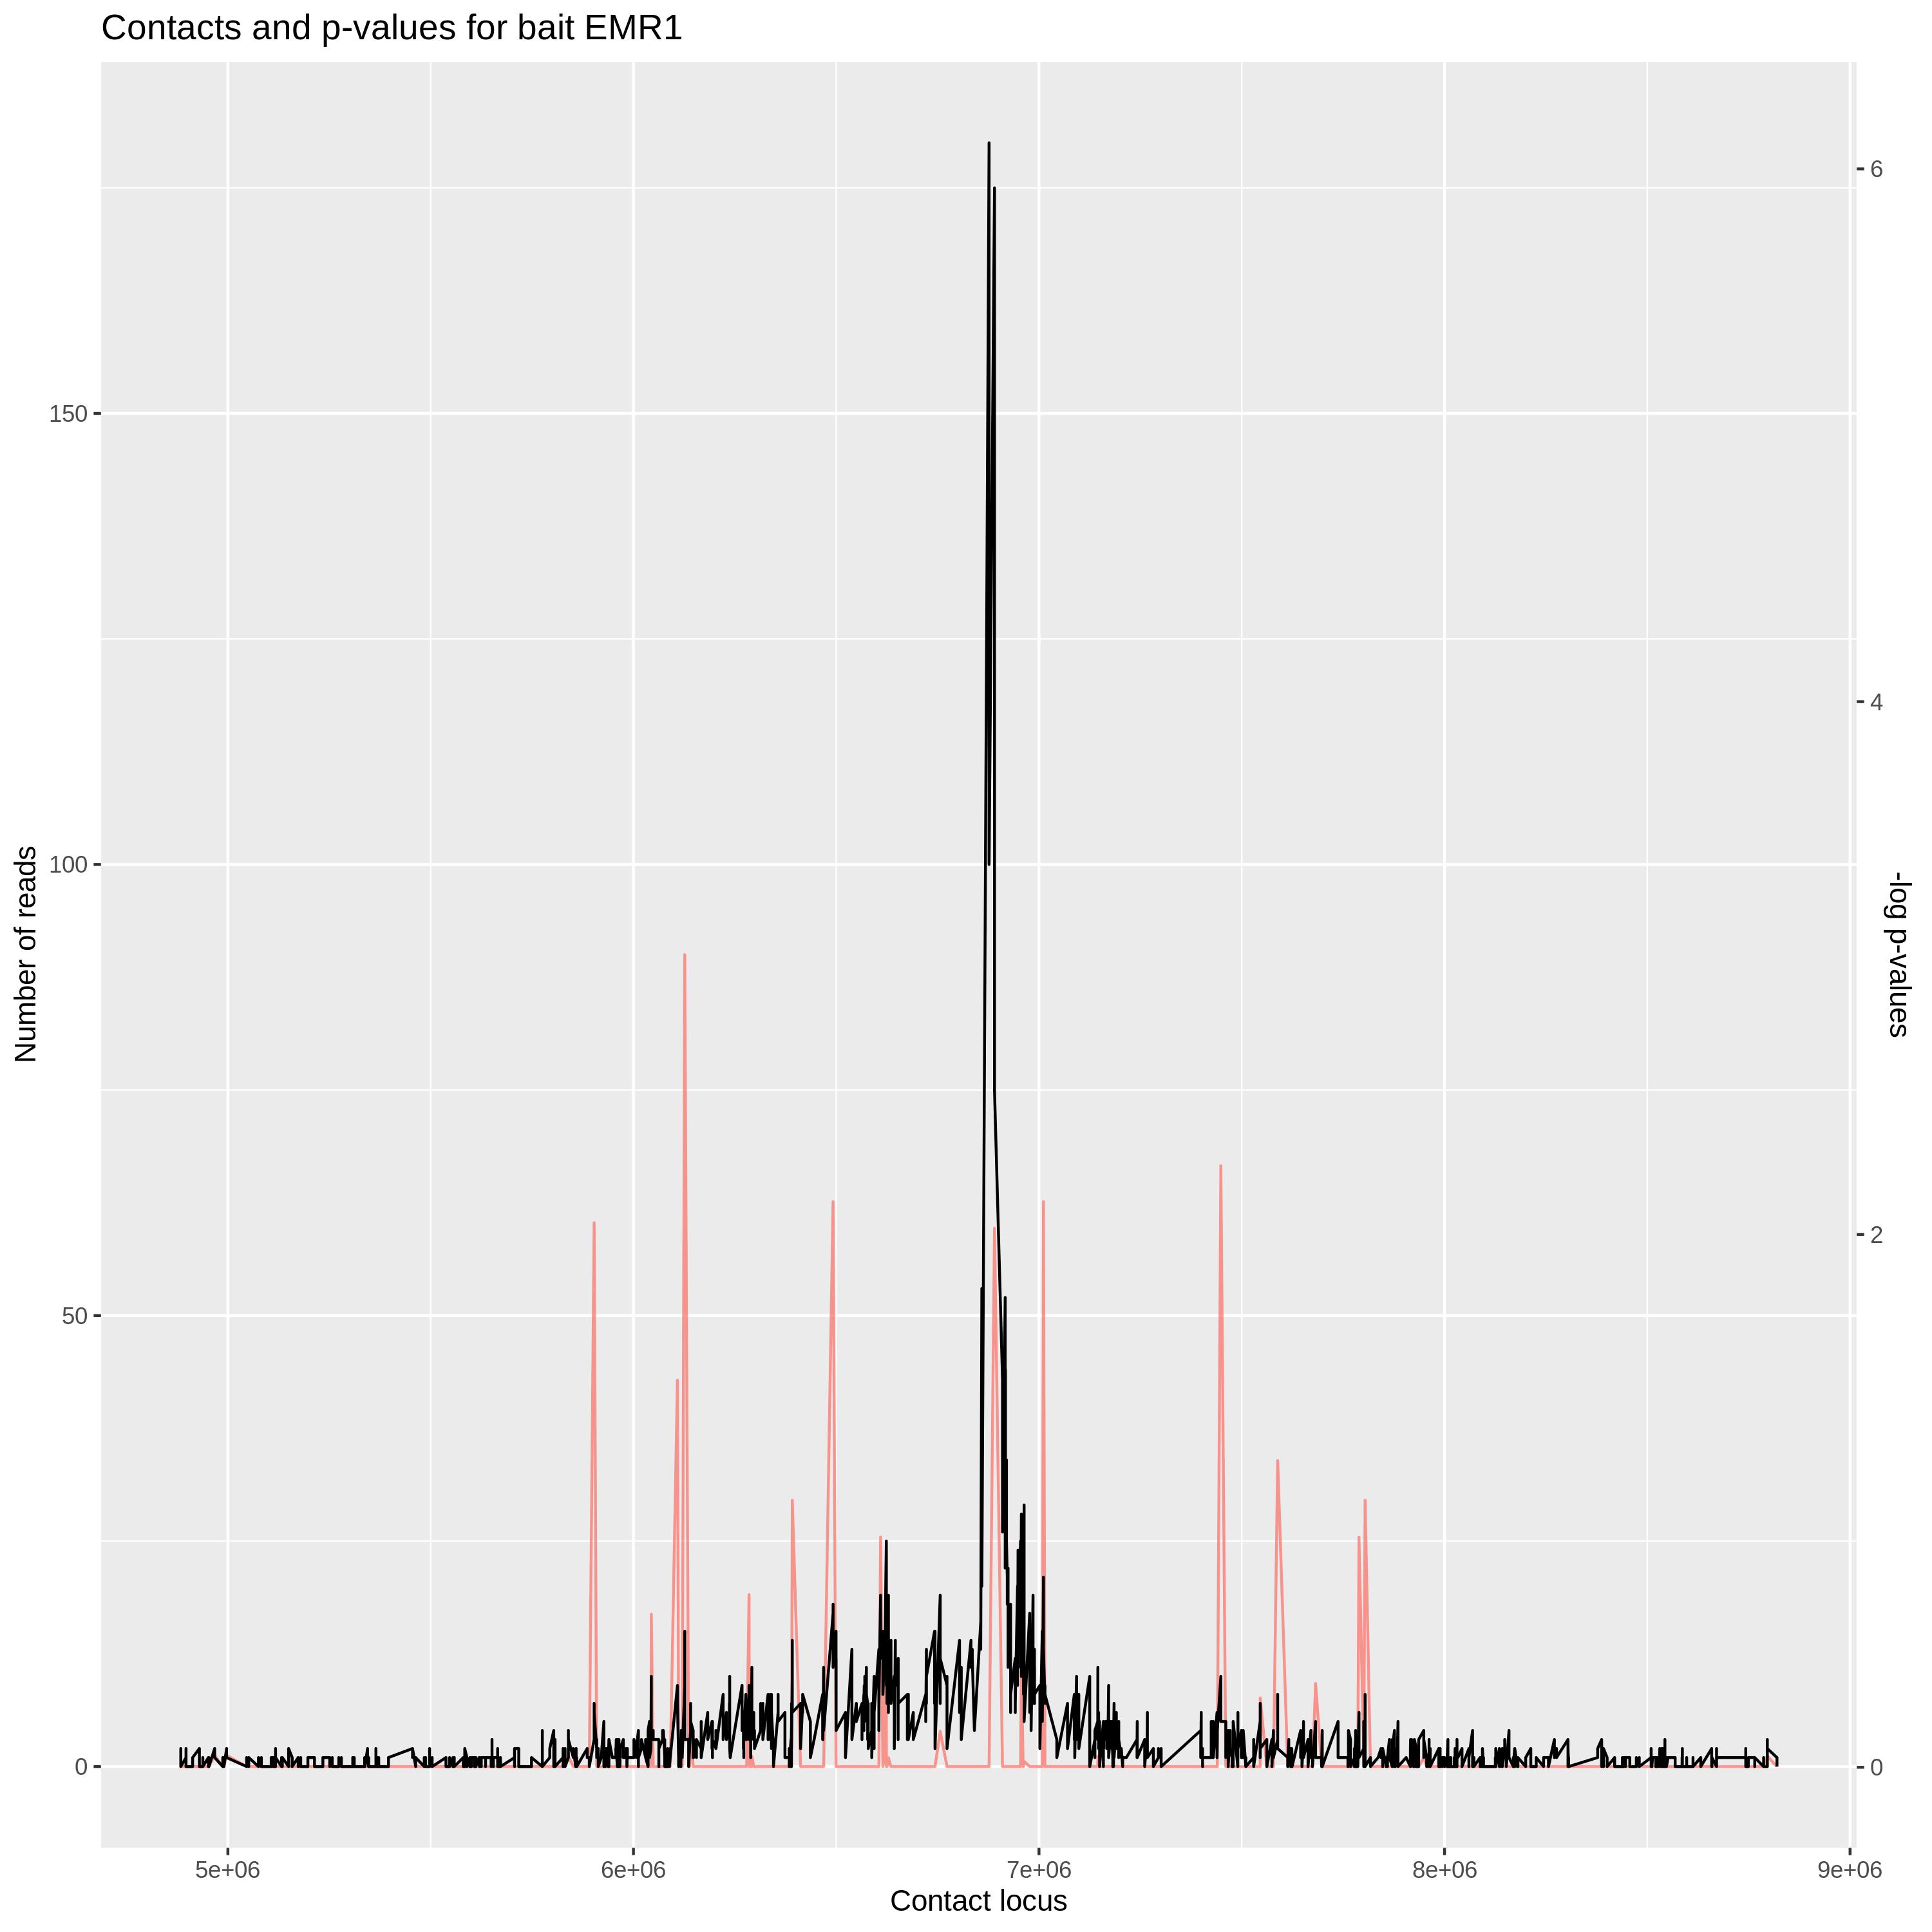 Contacts and p-values for bait EMR1
Number of reads
150
100
50
0
6
4
2
0
-log p-values
5e+06
6e+06
7e+06
8e+06
9e+06
Contact locus